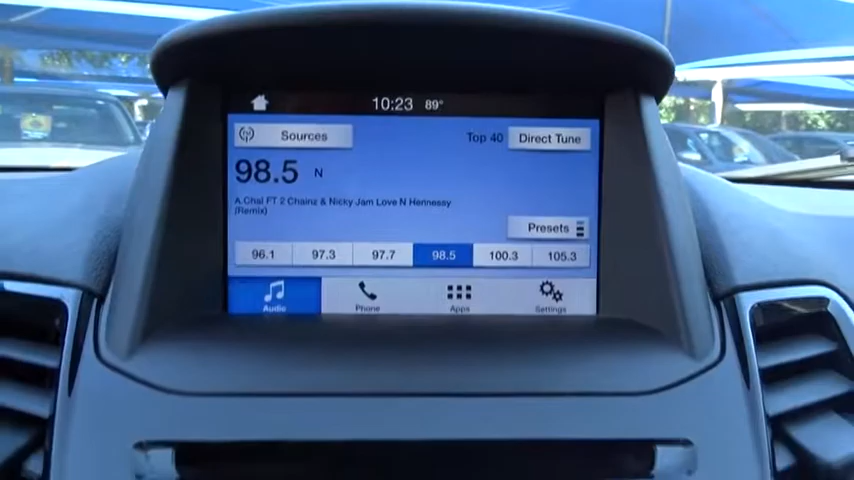 10:23 89°
Sources
Top 40
Direct Tune
98.5 N
A.Chal FT 2 Chainz & Nicky Jam Love N Hennessy
(Remix)
Presets
96.1 97.3 97.7 98.5 100.3 105.3
Audio Phone Apps Settings